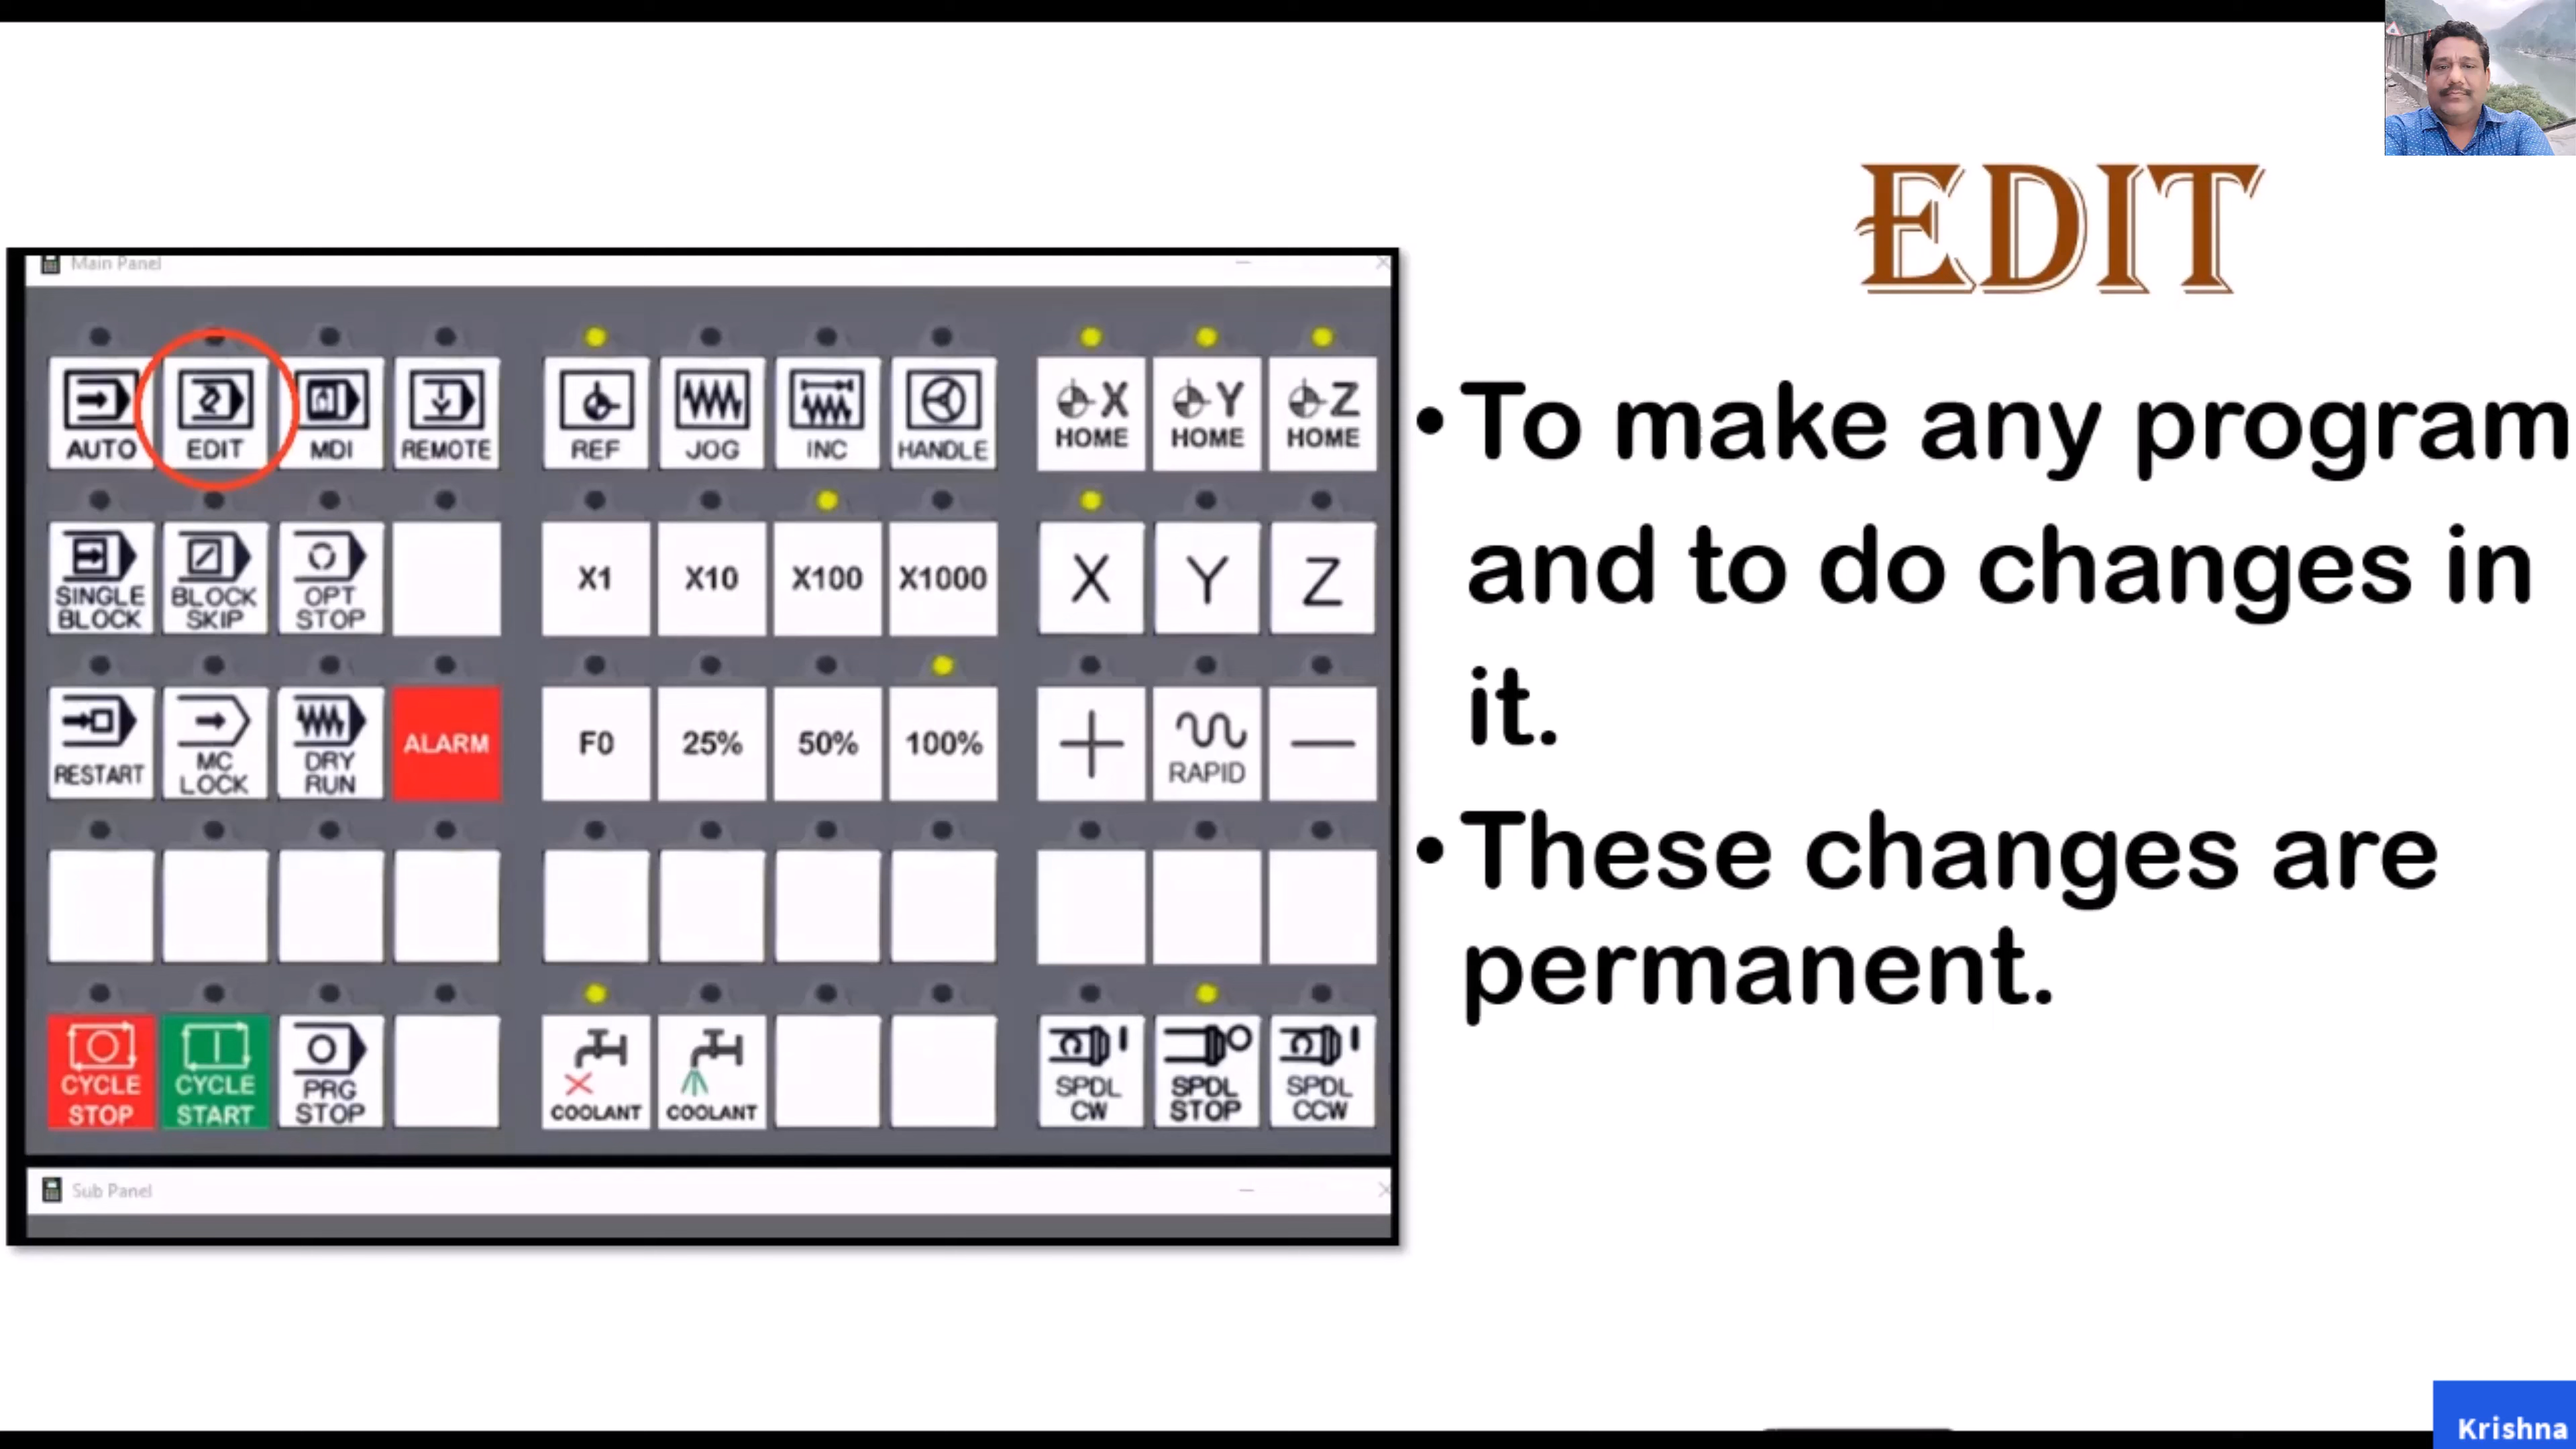 Main Panel
EDIT
AUTO EDIT MDI REMOTE REF JOG INC HANDLE X HOME Y HOME Z HOME
• To make any program
and to do changes in
it.
SINGLE BLOCK BLOCK SKIP OPT STOP X1 X10 X100 X1000 X Y Z
RESTART MC LOCK DRY RUN ALARM F0 25% 50% 100% + RAPID —
• These changes are
permanent.
CYCLE STOP CYCLE START PRG STOP COOLANT COOLANT SPDL CW SPDL STOP SPDL CCW
Sub Panel
Krishna